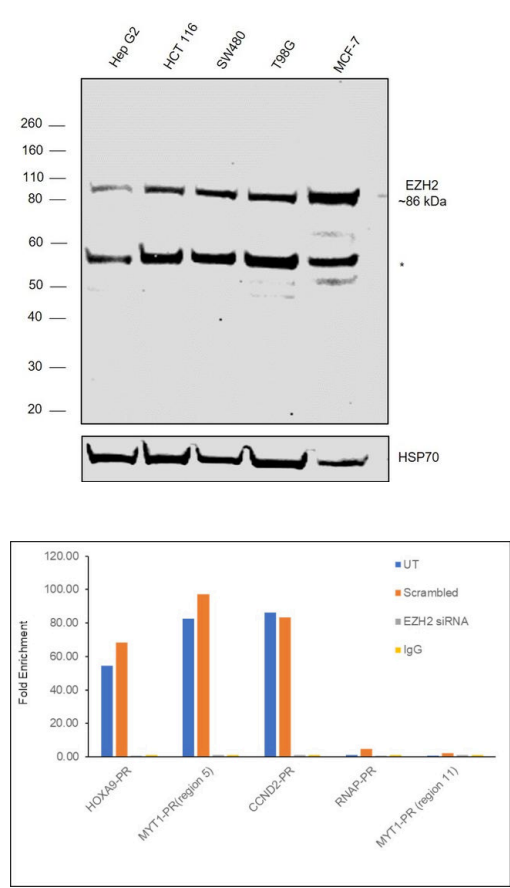 Hep G2
HCT 116
SW480
T98G
MCF-7
260
160
110
80
60
50
40
30
20
EZH2
~86 kDa
*
HSP70
120.00
100.00
80.00
60.00
40.00
20.00
0.00
Fold Enrichment
UT
Scrambled
EZH2 siRNA
IgG
HOXA9-PR
MYT1-PR(region 5)
CCND2-PR
RNAP-PR
MYT1-PR (region 11)